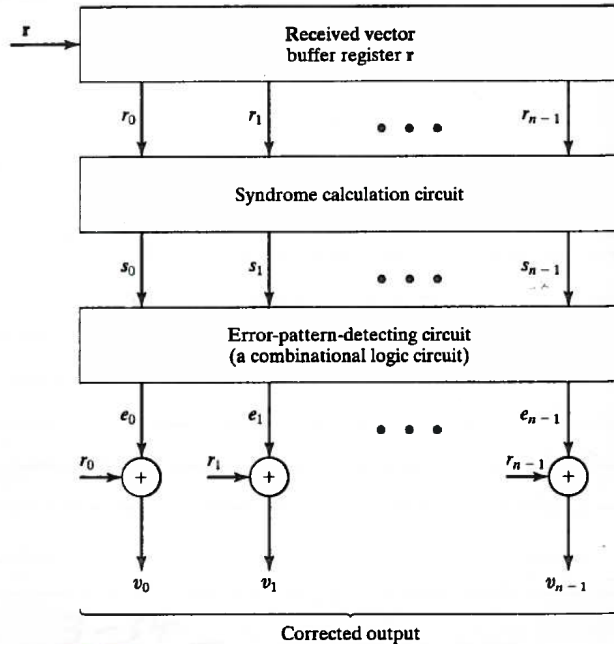 r
Received vector
buffer register r
r₀ r₁ • • • rₙ₋₁
Syndrome calculation circuit
s₀ s₁ • • • sₙ₋₁
Error-pattern-detecting circuit
(a combinational logic circuit)
e₀ e₁ • • • eₙ₋₁
r₀ + r₁ + rₙ₋₁ +
v₀ v₁ vₙ₋₁
Corrected output